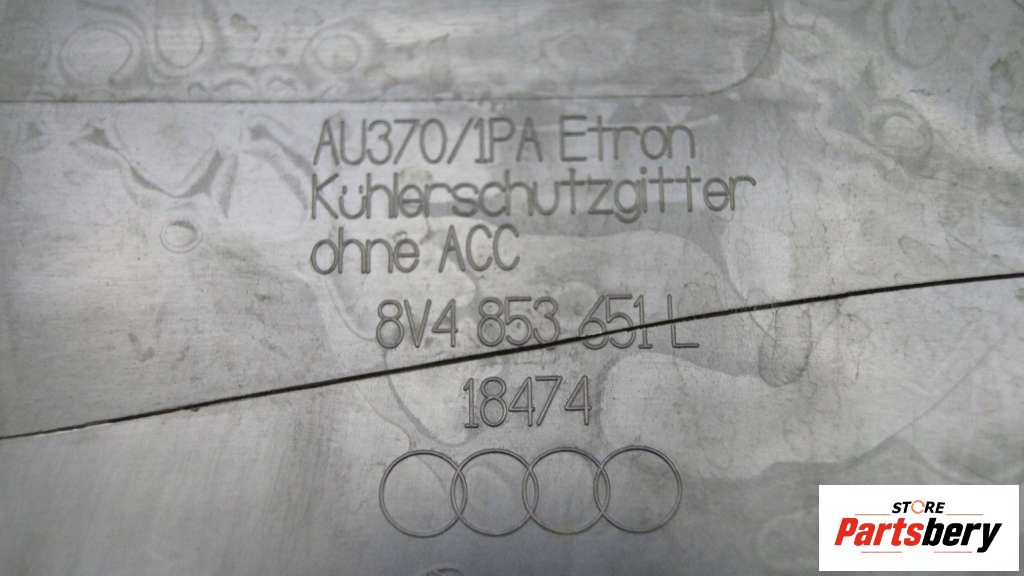 AU370/1PA Etron
Kühlerschutzgitter
ohne ACC
8V4 853 651 L
18474
STORE
Partsbery